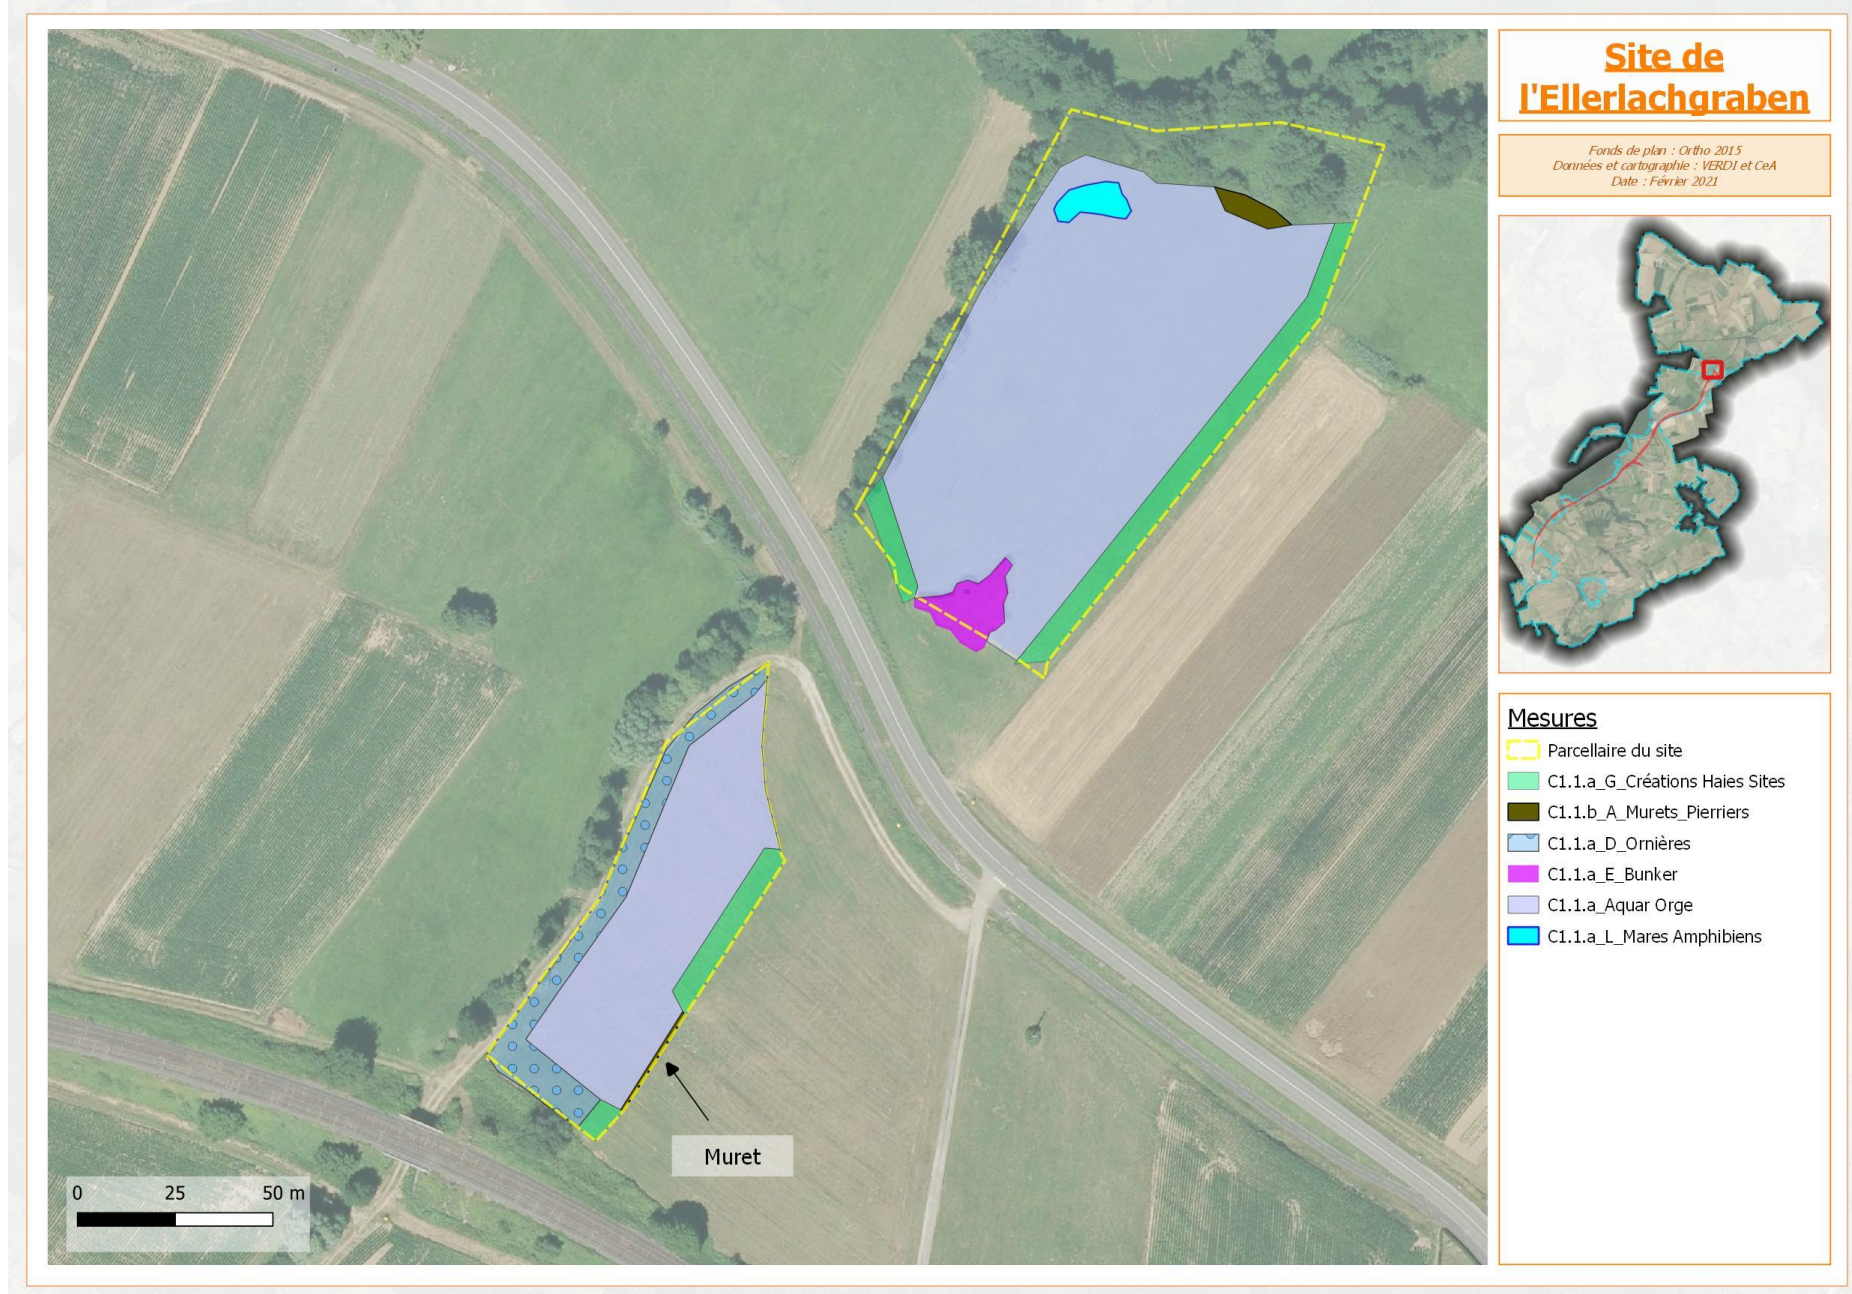 Site de
l'Ellerlachgraben
Fonds de plan : Ortho 2015
Données et cartographie : VERDI et CeA
Date : Février 2021
Mesures
Parcellaire du site
C1.1.a_G_Créations Haies Sites
C1.1.b_A_Murets_Pierriers
C1.1.a_D_Ornières
C1.1.a_E_Bunker
C1.1.a_Aquar Orge
C1.1.a_L_Mares Amphibiens
Muret
0 25 50 m